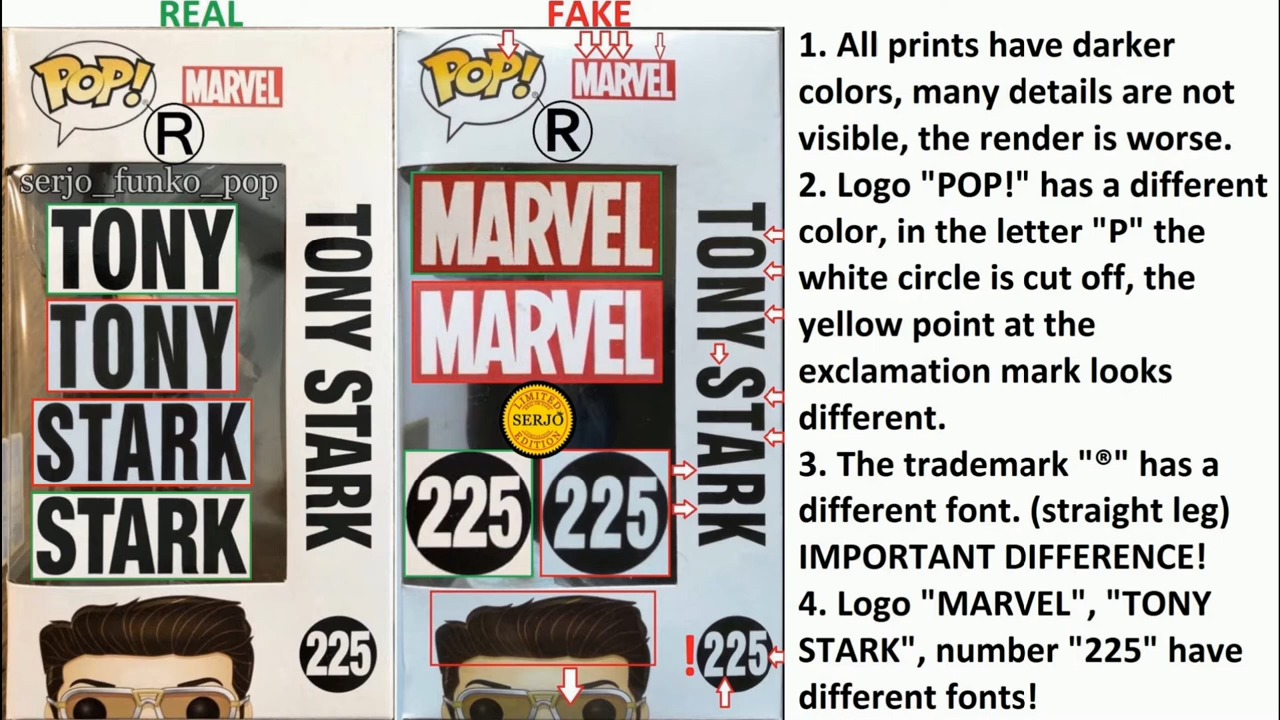 REAL
FAKE
POP!
MARVEL
R
serjo_funko_pop
TONY
TONY
STARK
STARK
TONY STARK
225
POP!
MARVEL
R
MARVEL
MARVEL
LIMITED
SERJO
EDITION
225
225
TONY STARK
!
225
1. All prints have darker
colors, many details are not
visible, the render is worse.
2. Logo "POP!" has a different
color, in the letter "P" the
white circle is cut off, the
yellow point at the
exclamation mark looks
different.
3. The trademark "®" has a
different font. (straight leg)
IMPORTANT DIFFERENCE!
4. Logo "MARVEL", "TONY
STARK", number "225" have
different fonts!